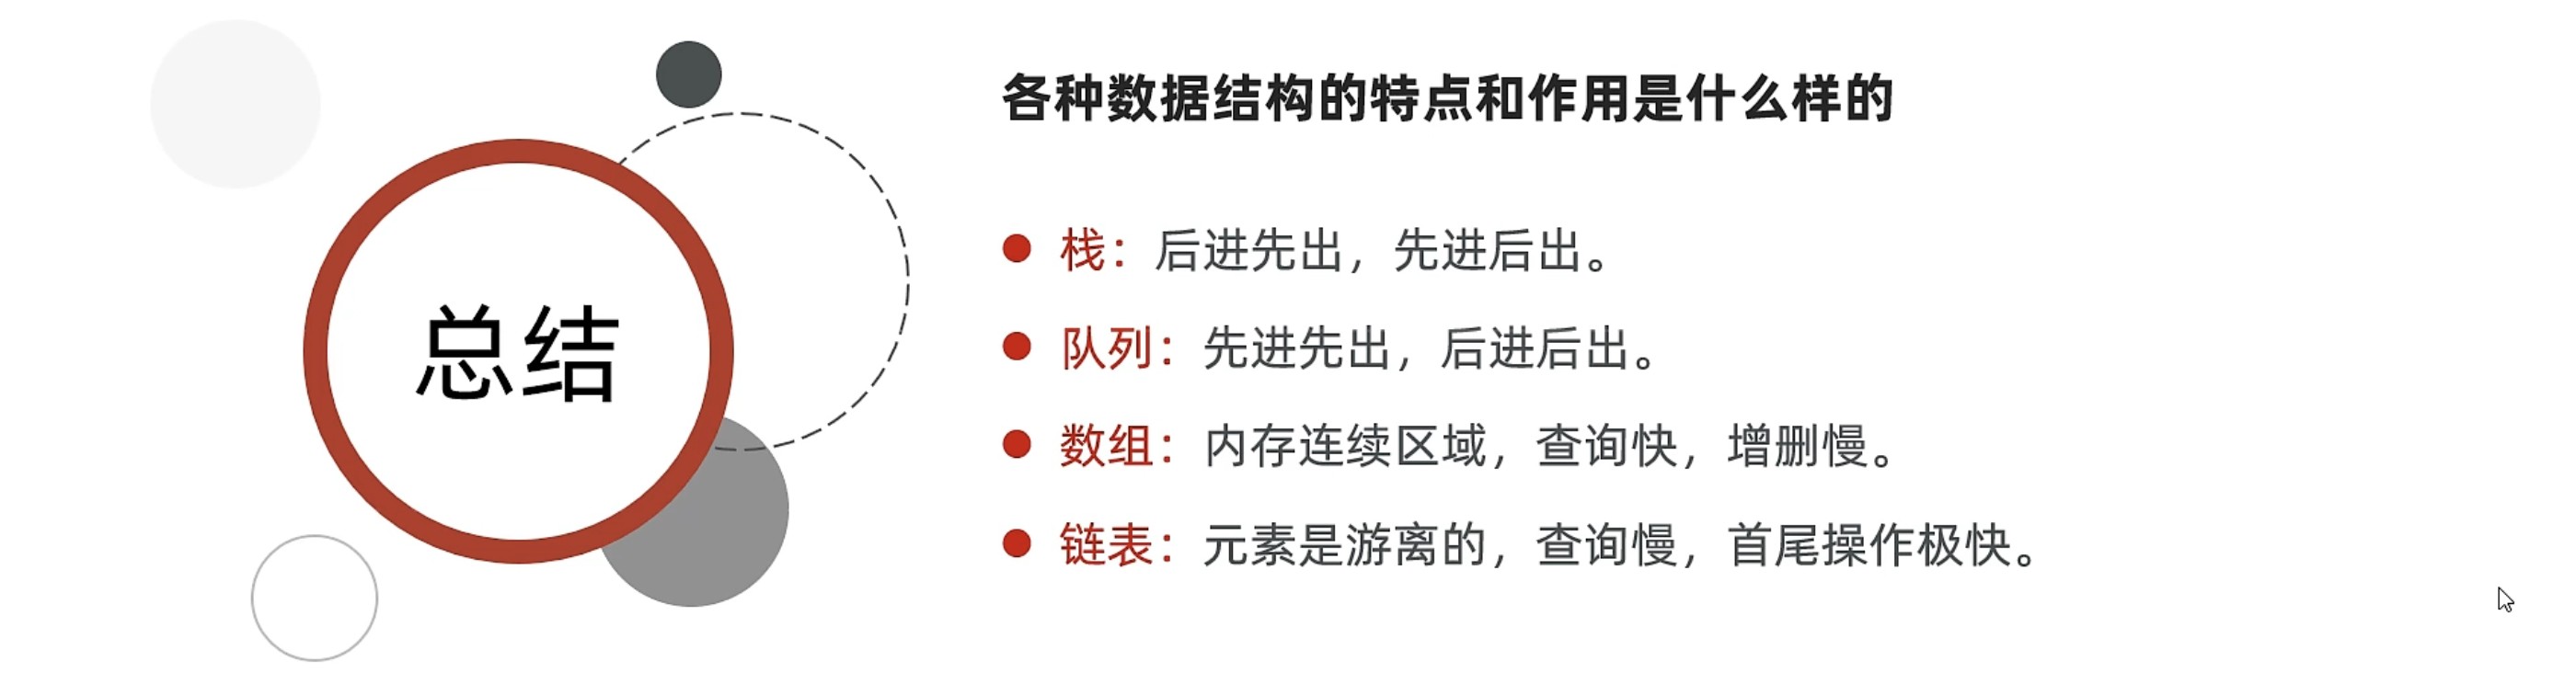 总结
各种数据结构的特点和作用是什么样的
栈：后进先出，先进后出。
队列：先进先出，后进后出。
数组：内存连续区域，查询快，增删慢。
链表：元素是游离的，查询慢，首尾操作极快。